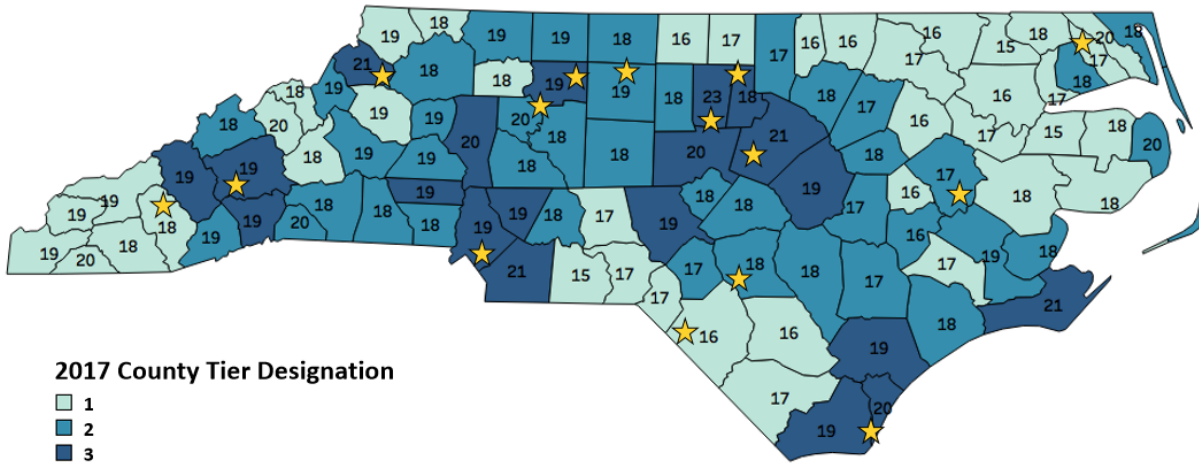 18 19
19 19 18 16 17 17 16 16 16 18 20 18
21 18 17 15 17
18 19 19 19 18 23 18 18 17 16 18
18 20 19 19 20 20 18 21 16 17 15 18 17
18 18 19 19 20 18 18 20 18 20
19 19 19 18 17 16 18 18
19 19 18 18 19 19 18 17 19 18 18 19 17 16
19 20 18 18 19 20 18 18 17 17 18 18 17 17 19 18
21 15 17 17 18 21
16 16 19
17 19 20
2017 County Tier Designation
1
2
3